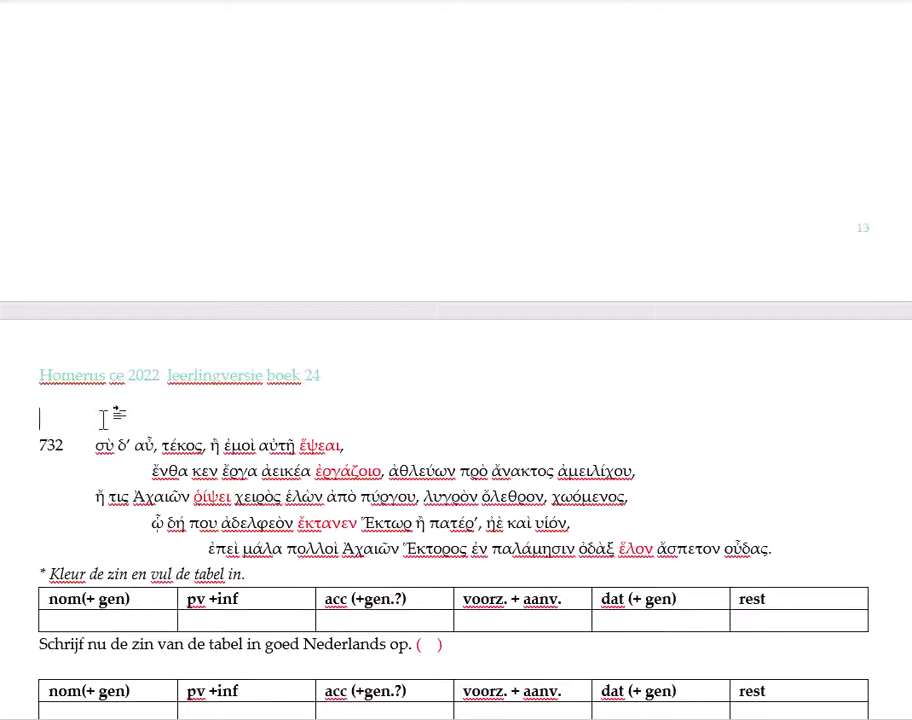 13
Homerus ce 2022 leerlingversie boek 24
732 σὺ δ’ αὖ, τέκος, ἢ ἐμοὶ αὐτῇ ἕψεαι,
ἔνθα κεν ἔργα ἀεικέα ἐργάζοιο, ἀθλεύων πρὸ ἄνακτος ἀμειλίχου,
ἤ τις Ἀχαιῶν ῥίψει χειρὸς ἑλὼν ἀπὸ πύργου, λυγρὸν ὄλεθρον, χωόμενος,
ᾧ δή που ἀδελφεὸν ἔκτανεν Ἕκτωρ ἢ πατέρ’, ἠὲ καὶ υἱόν,
ἐπεὶ μάλα πολλοὶ Ἀχαιῶν Ἕκτορος ἐν παλάμησιν ὀδὰξ ἕλον ἄσπετον οὖδας.
* Kleur de zin en vul de tabel in.
nom(+ gen) pv +inf acc (+gen.?) voorz. + aanv. dat (+ gen) rest
Schrijf nu de zin van de tabel in goed Nederlands op. ( )
nom(+ gen) pv +inf acc (+gen.?) voorz. + aanv. dat (+ gen) rest